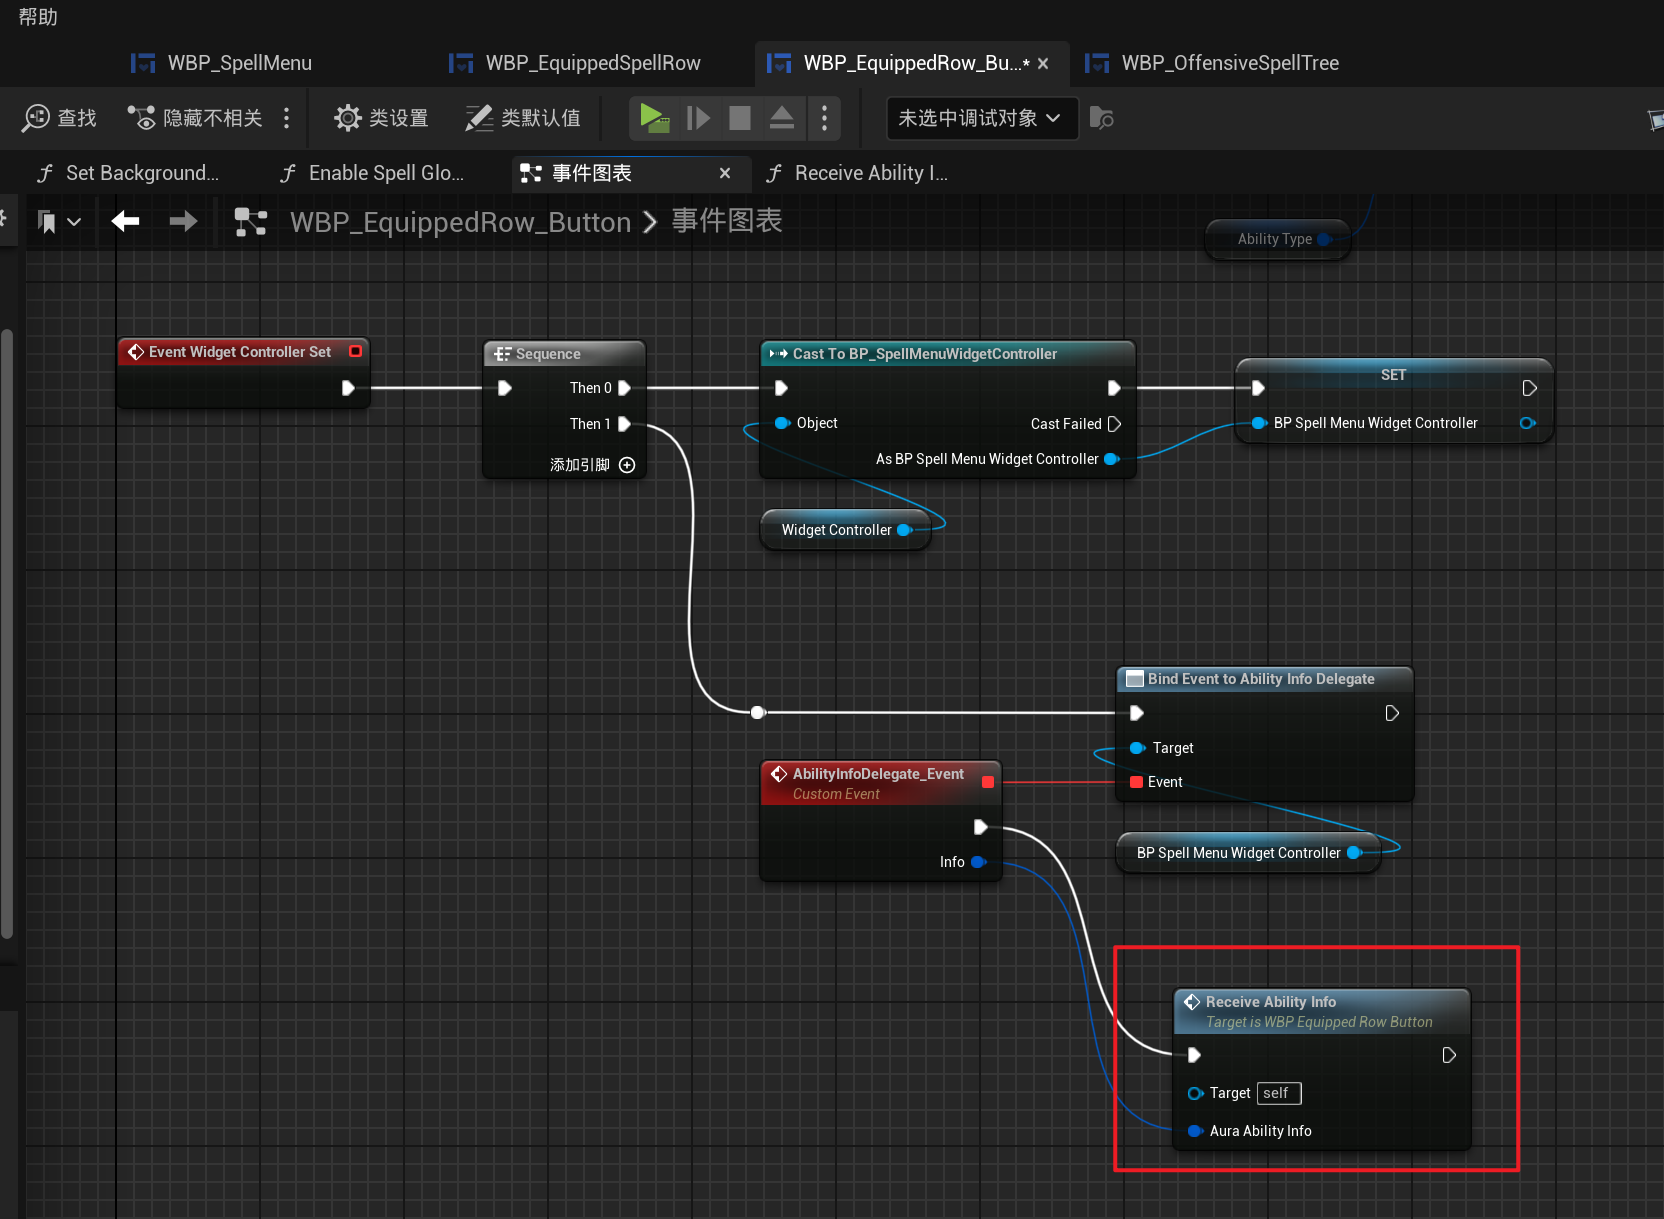 帮助
WBP_SpellMenu
WBP_EquippedSpellRow
WBP_EquippedRow_Bu...*
WBP_OffensiveSpellTree
查找
隐藏不相关
类设置
类默认值
未选中调试对象
Set Background...
Enable Spell Glo...
事件图表
Receive Ability I...
WBP_EquippedRow_Button > 事件图表
Ability Type
Event Widget Controller Set
Sequence
Then 0
Then 1
添加引脚
Cast To BP_SpellMenuWidgetController
Object
Cast Failed
As BP Spell Menu Widget Controller
SET
BP Spell Menu Widget Controller
Widget Controller
Bind Event to Ability Info Delegate
Target
Event
AbilityInfoDelegate_Event
Custom Event
Info
BP Spell Menu Widget Controller
Receive Ability Info
Target is WBP Equipped Row Button
Target self
Aura Ability Info